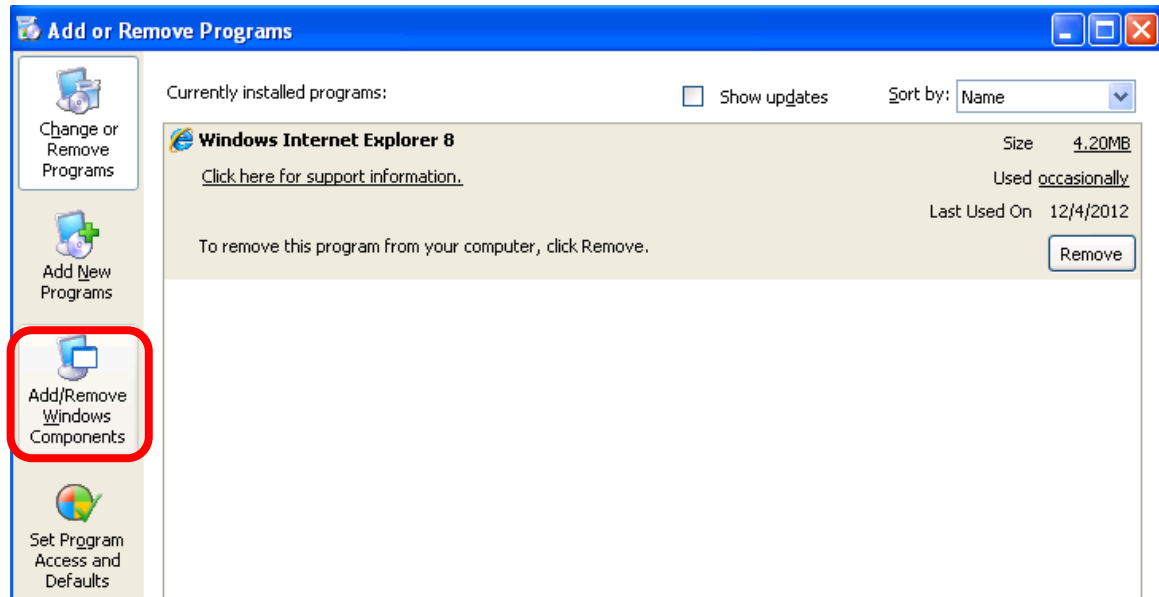 Add or Remove Programs
Change or
Remove
Programs
Add New
Programs
Add/Remove
Windows
Components
Set Program
Access and
Defaults
Currently installed programs:
Show updates
Sort by: Name
Windows Internet Explorer 8
Size 4.20MB
Click here for support information.
Used occasionally
Last Used On 12/4/2012
To remove this program from your computer, click Remove.
Remove